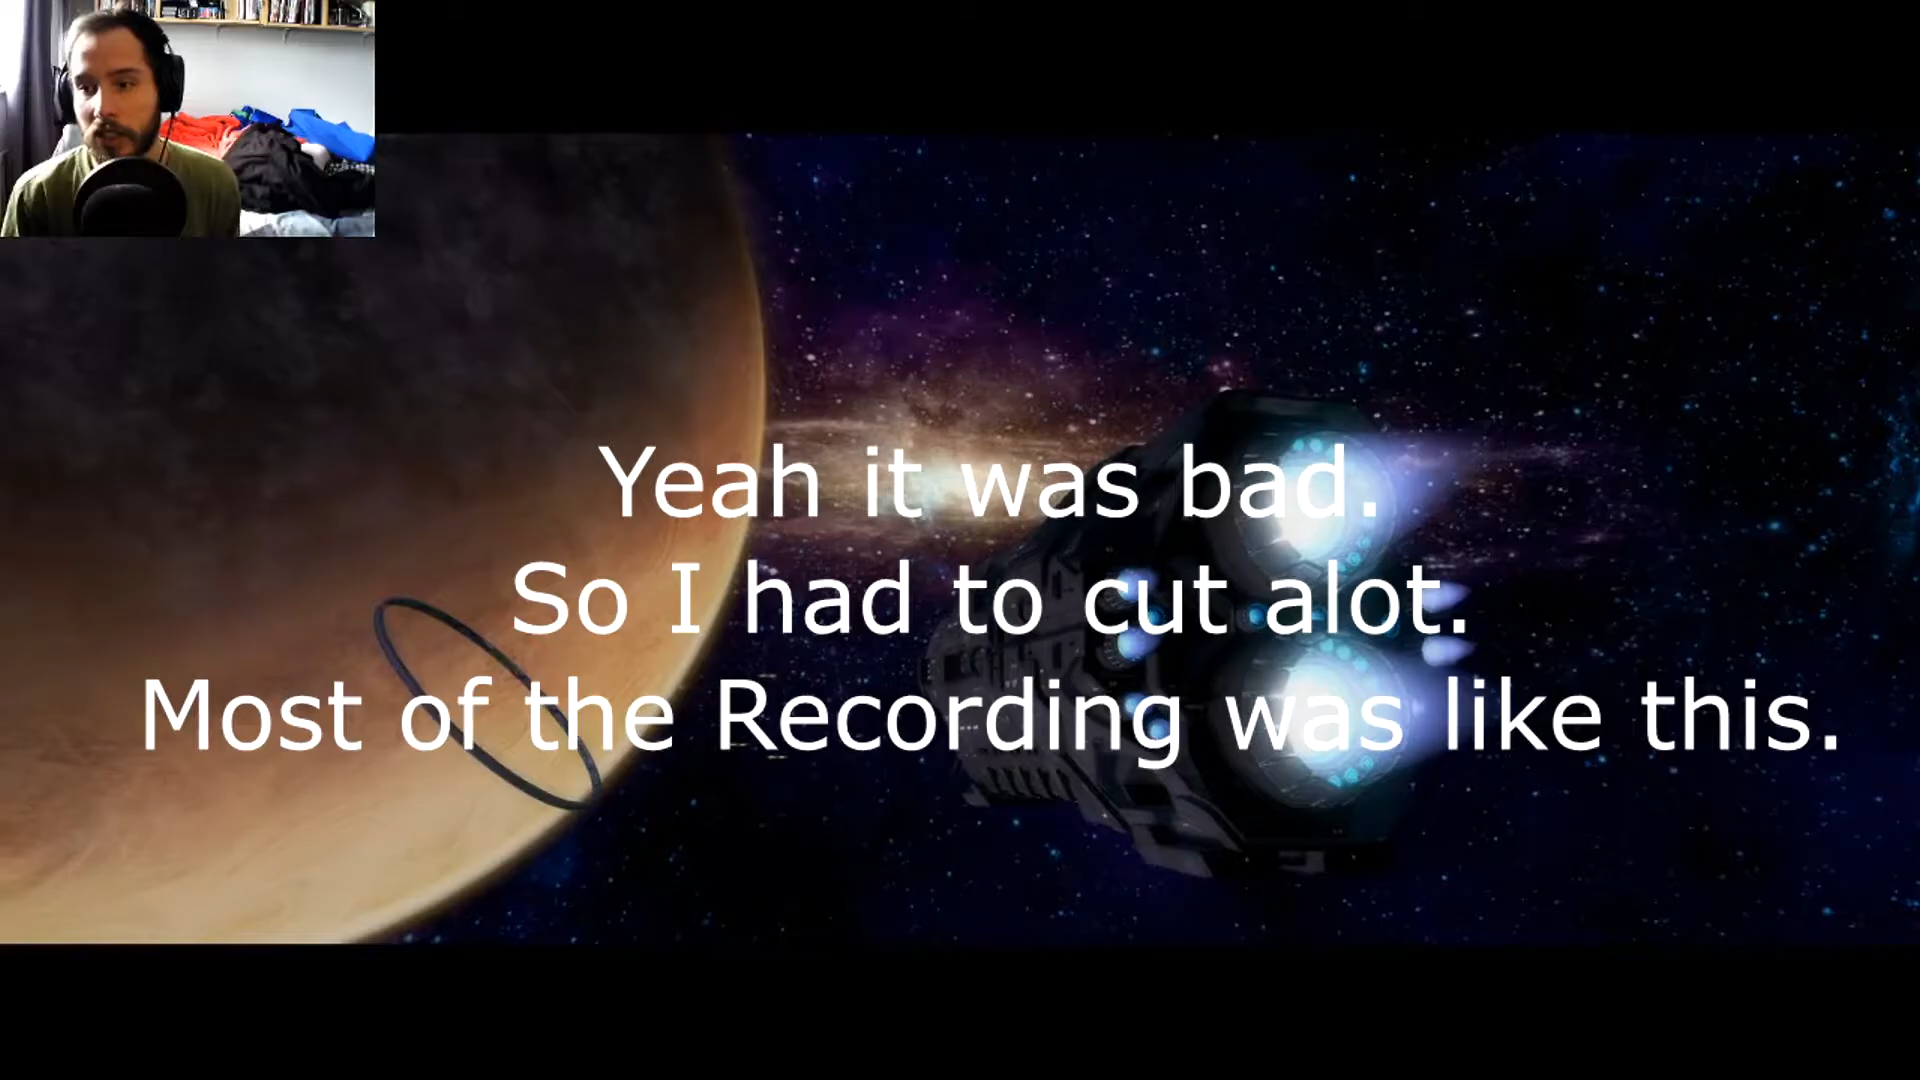 Yeah it was bad.
So I had to cut alot.
Most of the Recording was like this.